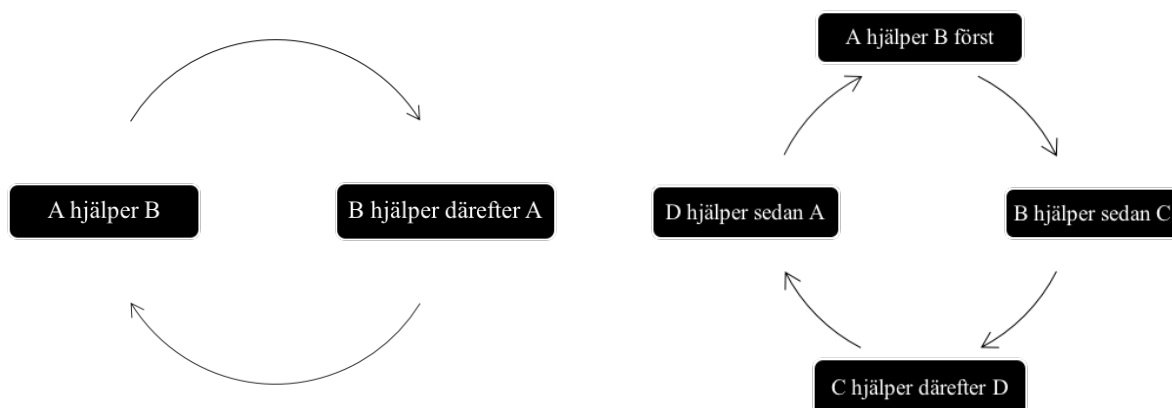 A hjälper B
B hjälper därefter A
A hjälper B först
B hjälper sedan C
C hjälper därefter D
D hjälper sedan A